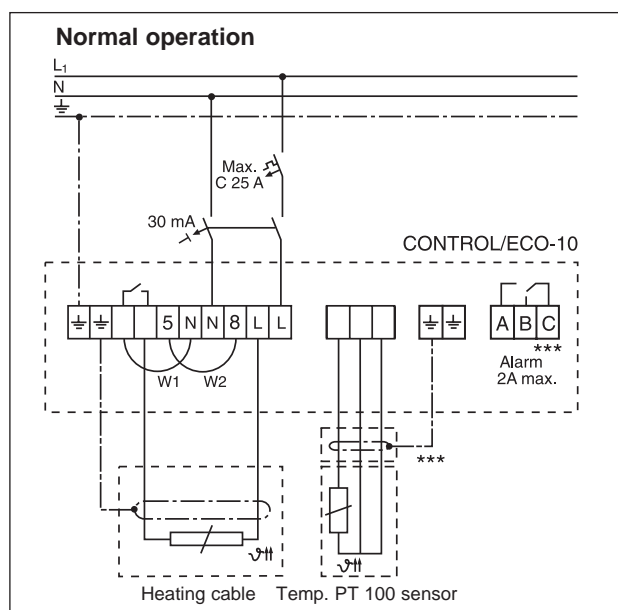 Normal operation
L1
N
Max.
C 25 A
30 mA
CONTROL/ECO-10
5 N N 8 L L
A B C
***
Alarm
2A max.
W1 W2
***
ϑ
ϑ
Heating cable Temp. PT 100 sensor